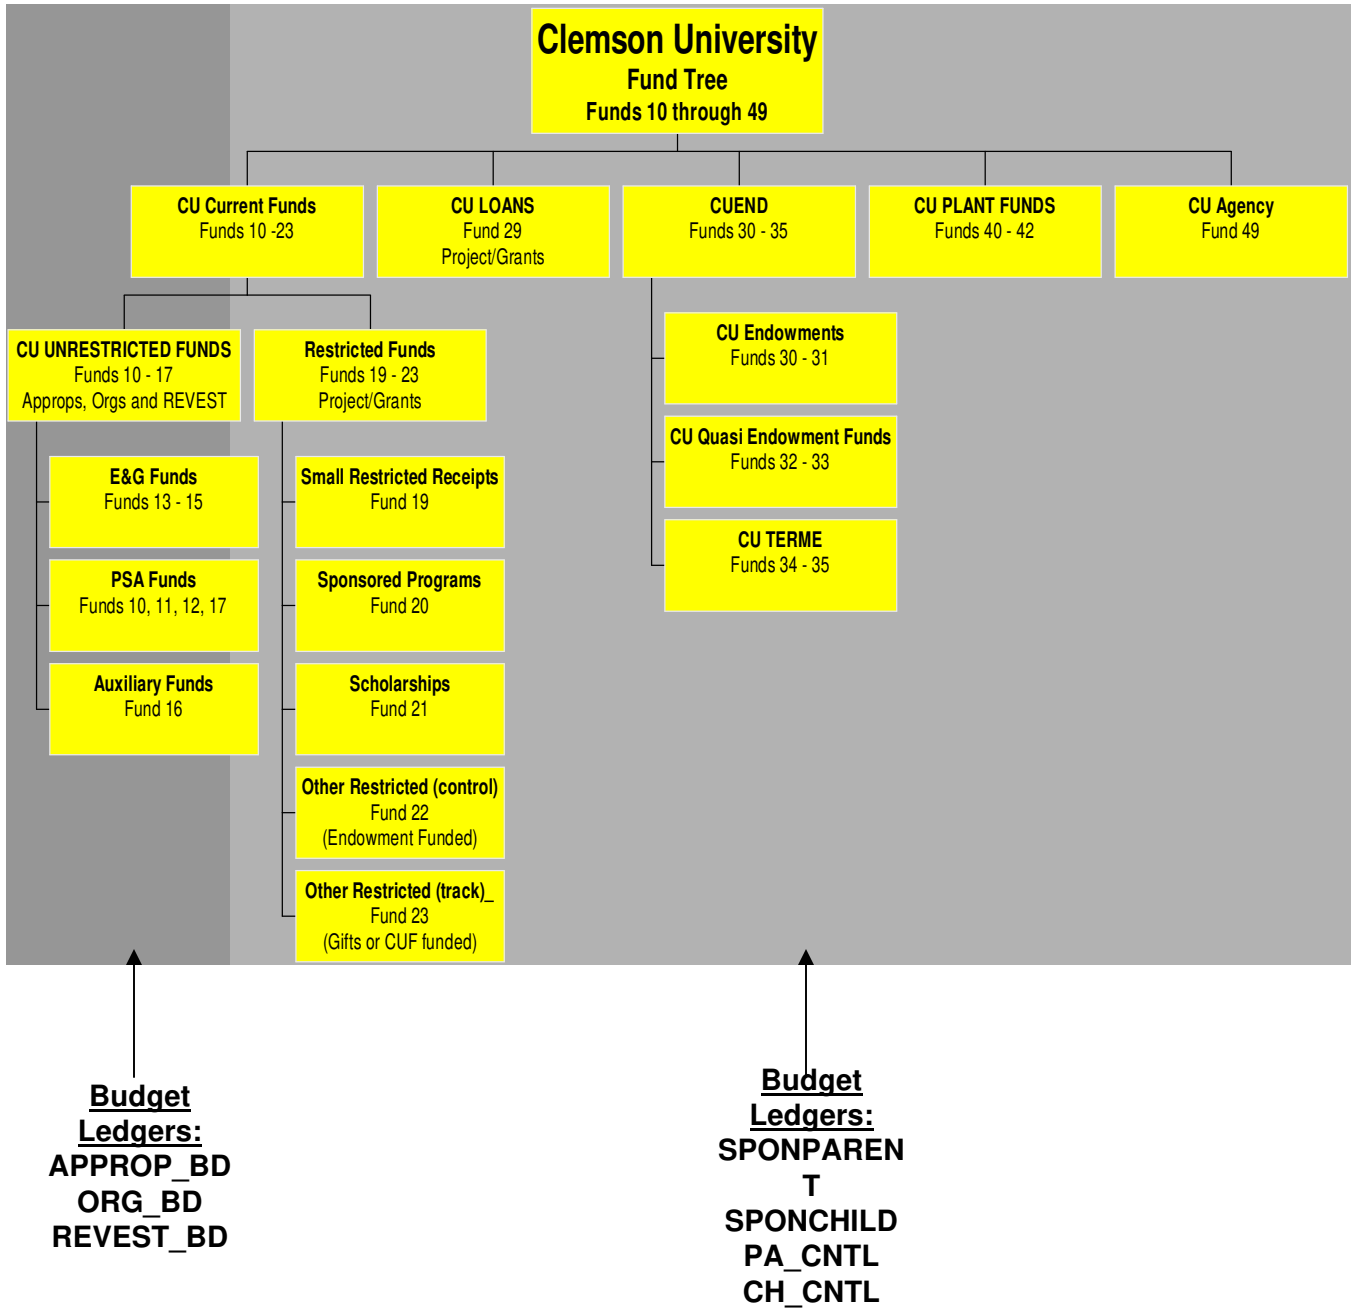 Clemson University
Fund Tree
Funds 10 through 49
CU Current Funds
Funds 10 -23
CU LOANS
Fund 29
Project/Grants
CUEND
Funds 30 - 35
CU PLANT FUNDS
Funds 40 - 42
CU Agency
Fund 49
CU UNRESTRICTED FUNDS
Funds 10 - 17
Approps, Orgs and REVEST
Restricted Funds
Funds 19 - 23
Project/Grants
CU Endowments
Funds 30 - 31
CU Quasi Endowment Funds
Funds 32 - 33
CU TERME
Funds 34 - 35
E&G Funds
Funds 13 - 15
PSA Funds
Funds 10, 11, 12, 17
Auxiliary Funds
Fund 16
Small Restricted Receipts
Fund 19
Sponsored Programs
Fund 20
Scholarships
Fund 21
Other Restricted (control)
Fund 22
(Endowment Funded)
Other Restricted (track)_
Fund 23
(Gifts or CUF funded)
Budget
Ledgers:
APPROP_BD
ORG_BD
REVEST_BD
Budget
Ledgers:
SPONPAREN
T
SPONCHILD
PA_CNTL
CH_CNTL